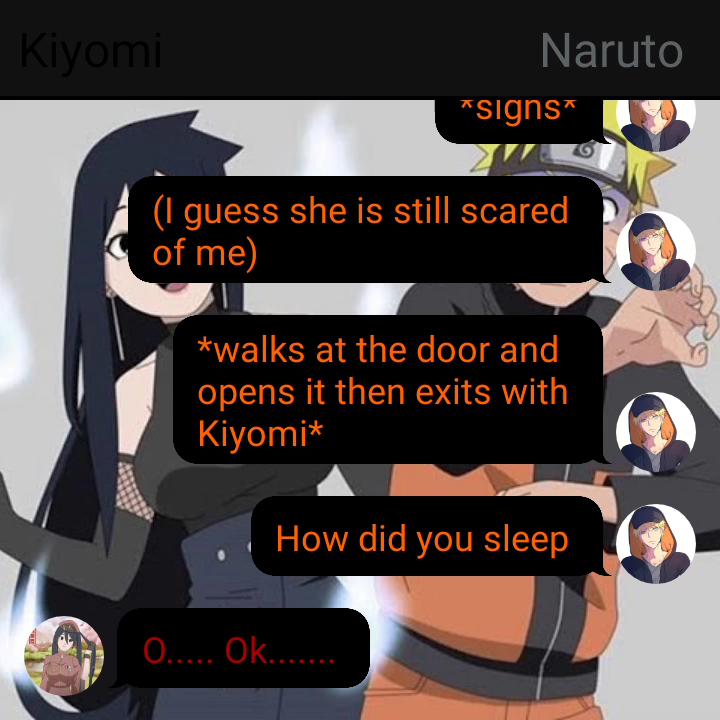 Kiyomi
Naruto
*signs*
(I guess she is still scared
of me)
*walks at the door and
opens it then exits with
Kiyomi*
How did you sleep
O..... Ok.......